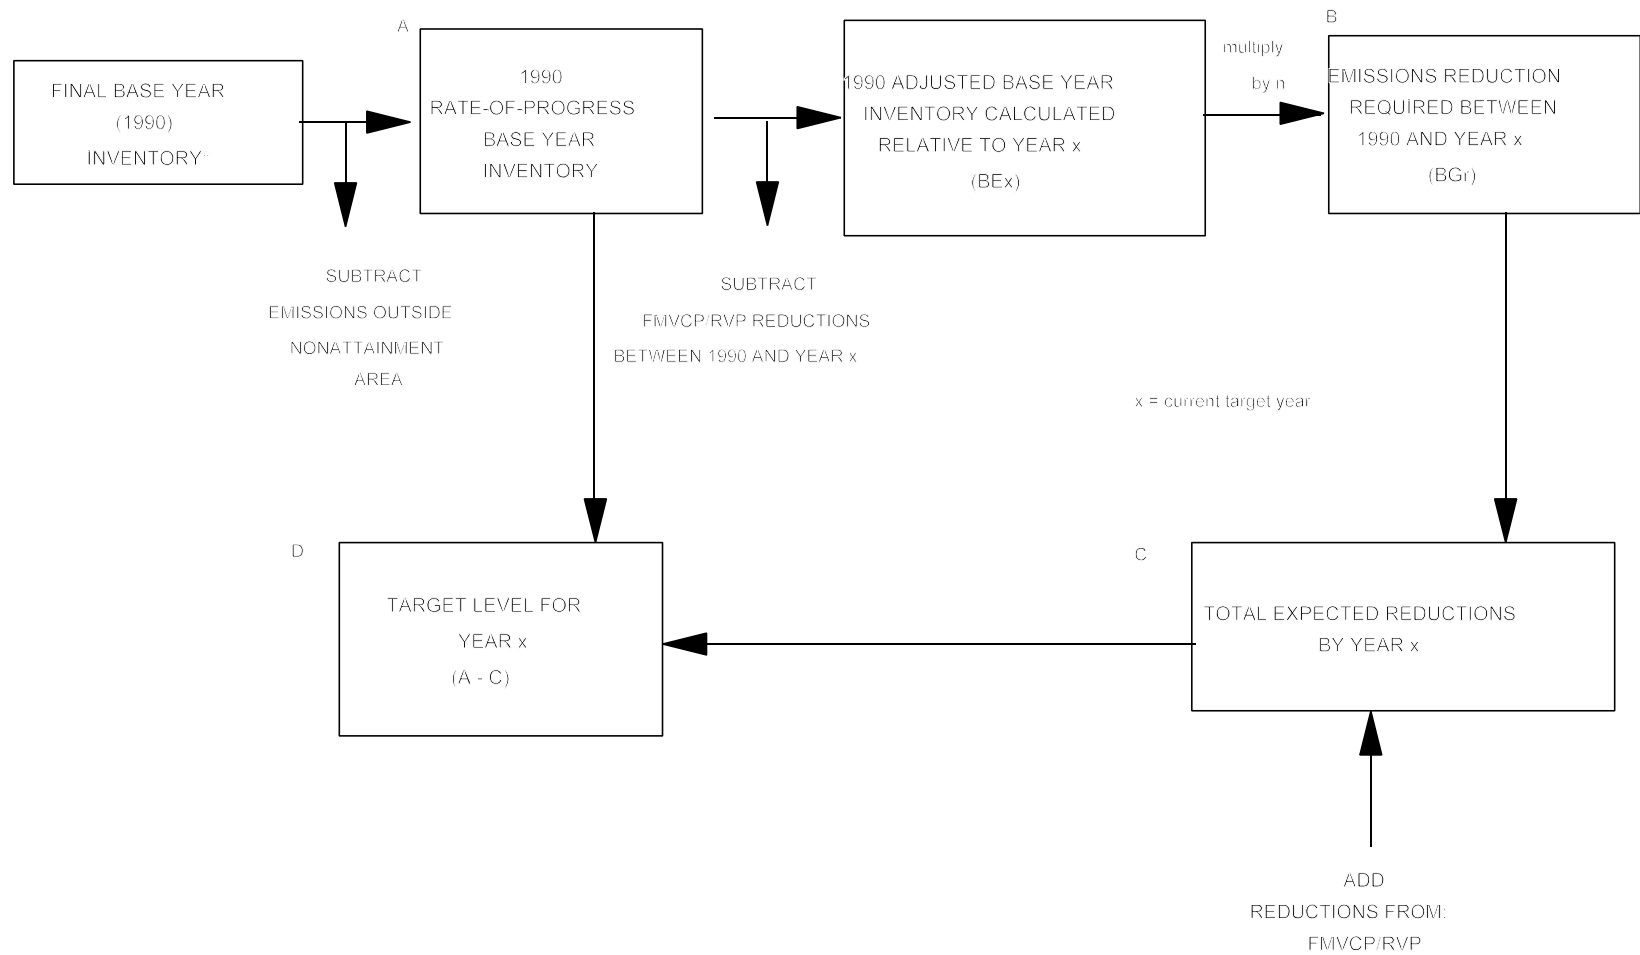 FINAL BASE YEAR
(1990)
INVENTORY
A
1990
RATE-OF-PROGRESS
BASE YEAR
INVENTORY
1990 ADJUSTED BASE YEAR
INVENTORY CALCULATED
RELATIVE TO YEAR x
(BEx)
multiply
by n
B
EMISSIONS REDUCTION
REQUIRED BETWEEN
1990 AND YEAR x
(BGr)
SUBTRACT
EMISSIONS OUTSIDE
NONATTAINMENT
AREA
SUBTRACT
FMVCP/RVP REDUCTIONS
BETWEEN 1990 AND YEAR x
x = current target year
D
TARGET LEVEL FOR
YEAR x
(A - C)
C
TOTAL EXPECTED REDUCTIONS
BY YEAR x
ADD
REDUCTIONS FROM:
FMVCP/RVP